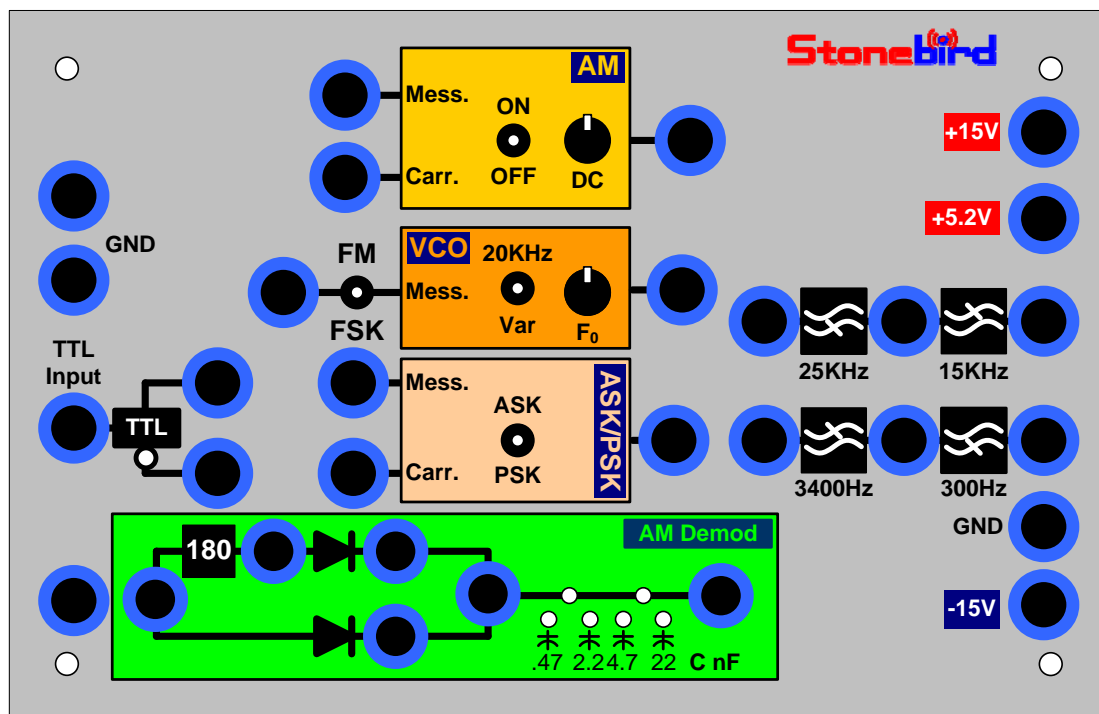 Stonebird
AM
Mess.
ON
Carr.
OFF
DC
+15V
+5.2V
GND
VCO
FM
20KHz
Mess.
FSK
Var
F₀
25KHz
15KHz
TTL
Input
TTL
Mess.
ASK
Carr.
PSK
ASK/PSK
3400Hz
300Hz
GND
-15V
AM Demod
180
.47 2.2 4.7 22 C nF